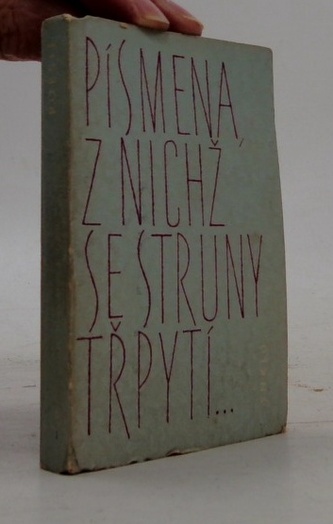 PÍSMENA,
Z NICHŽ
SE STRUNY
TŘPYTÍ...